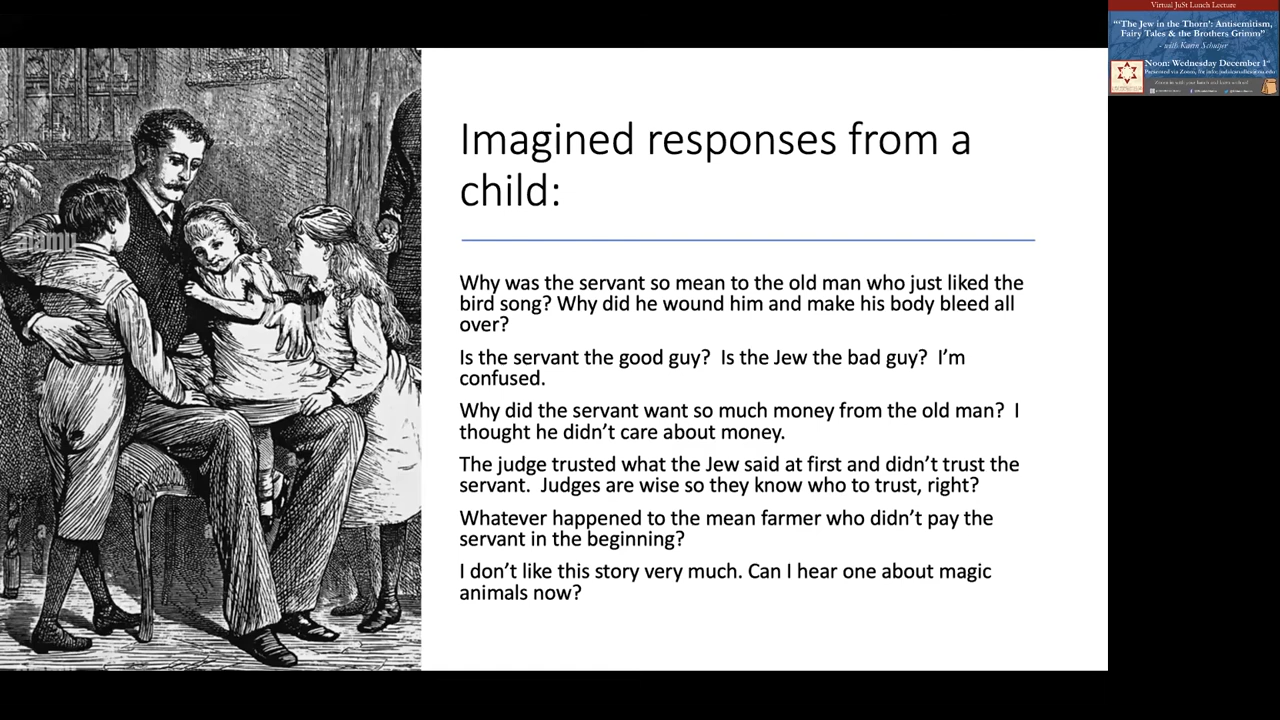 Imagined responses from a
child:
Why was the servant so mean to the old man who just liked the
bird song? Why did he wound him and make his body bleed all
over?
Is the servant the good guy?  Is the Jew the bad guy?  I’m
confused.
Why did the servant want so much money from the old man?  I
thought he didn’t care about money.
The judge trusted what the Jew said at first and didn’t trust the
servant.  Judges are wise so they know who to trust, right?
Whatever happened to the mean farmer who didn’t pay the
servant in the beginning?
I don’t like this story very much. Can I hear one about magic
animals now?
alamy
Virtual JuSt Lunch Lecture
“‘The Jew in the Thorn’: Antisemitism,
Fairy Tales & the Brothers Grimm”
- with Karin Schutjer
Noon: Wednesday December 1st